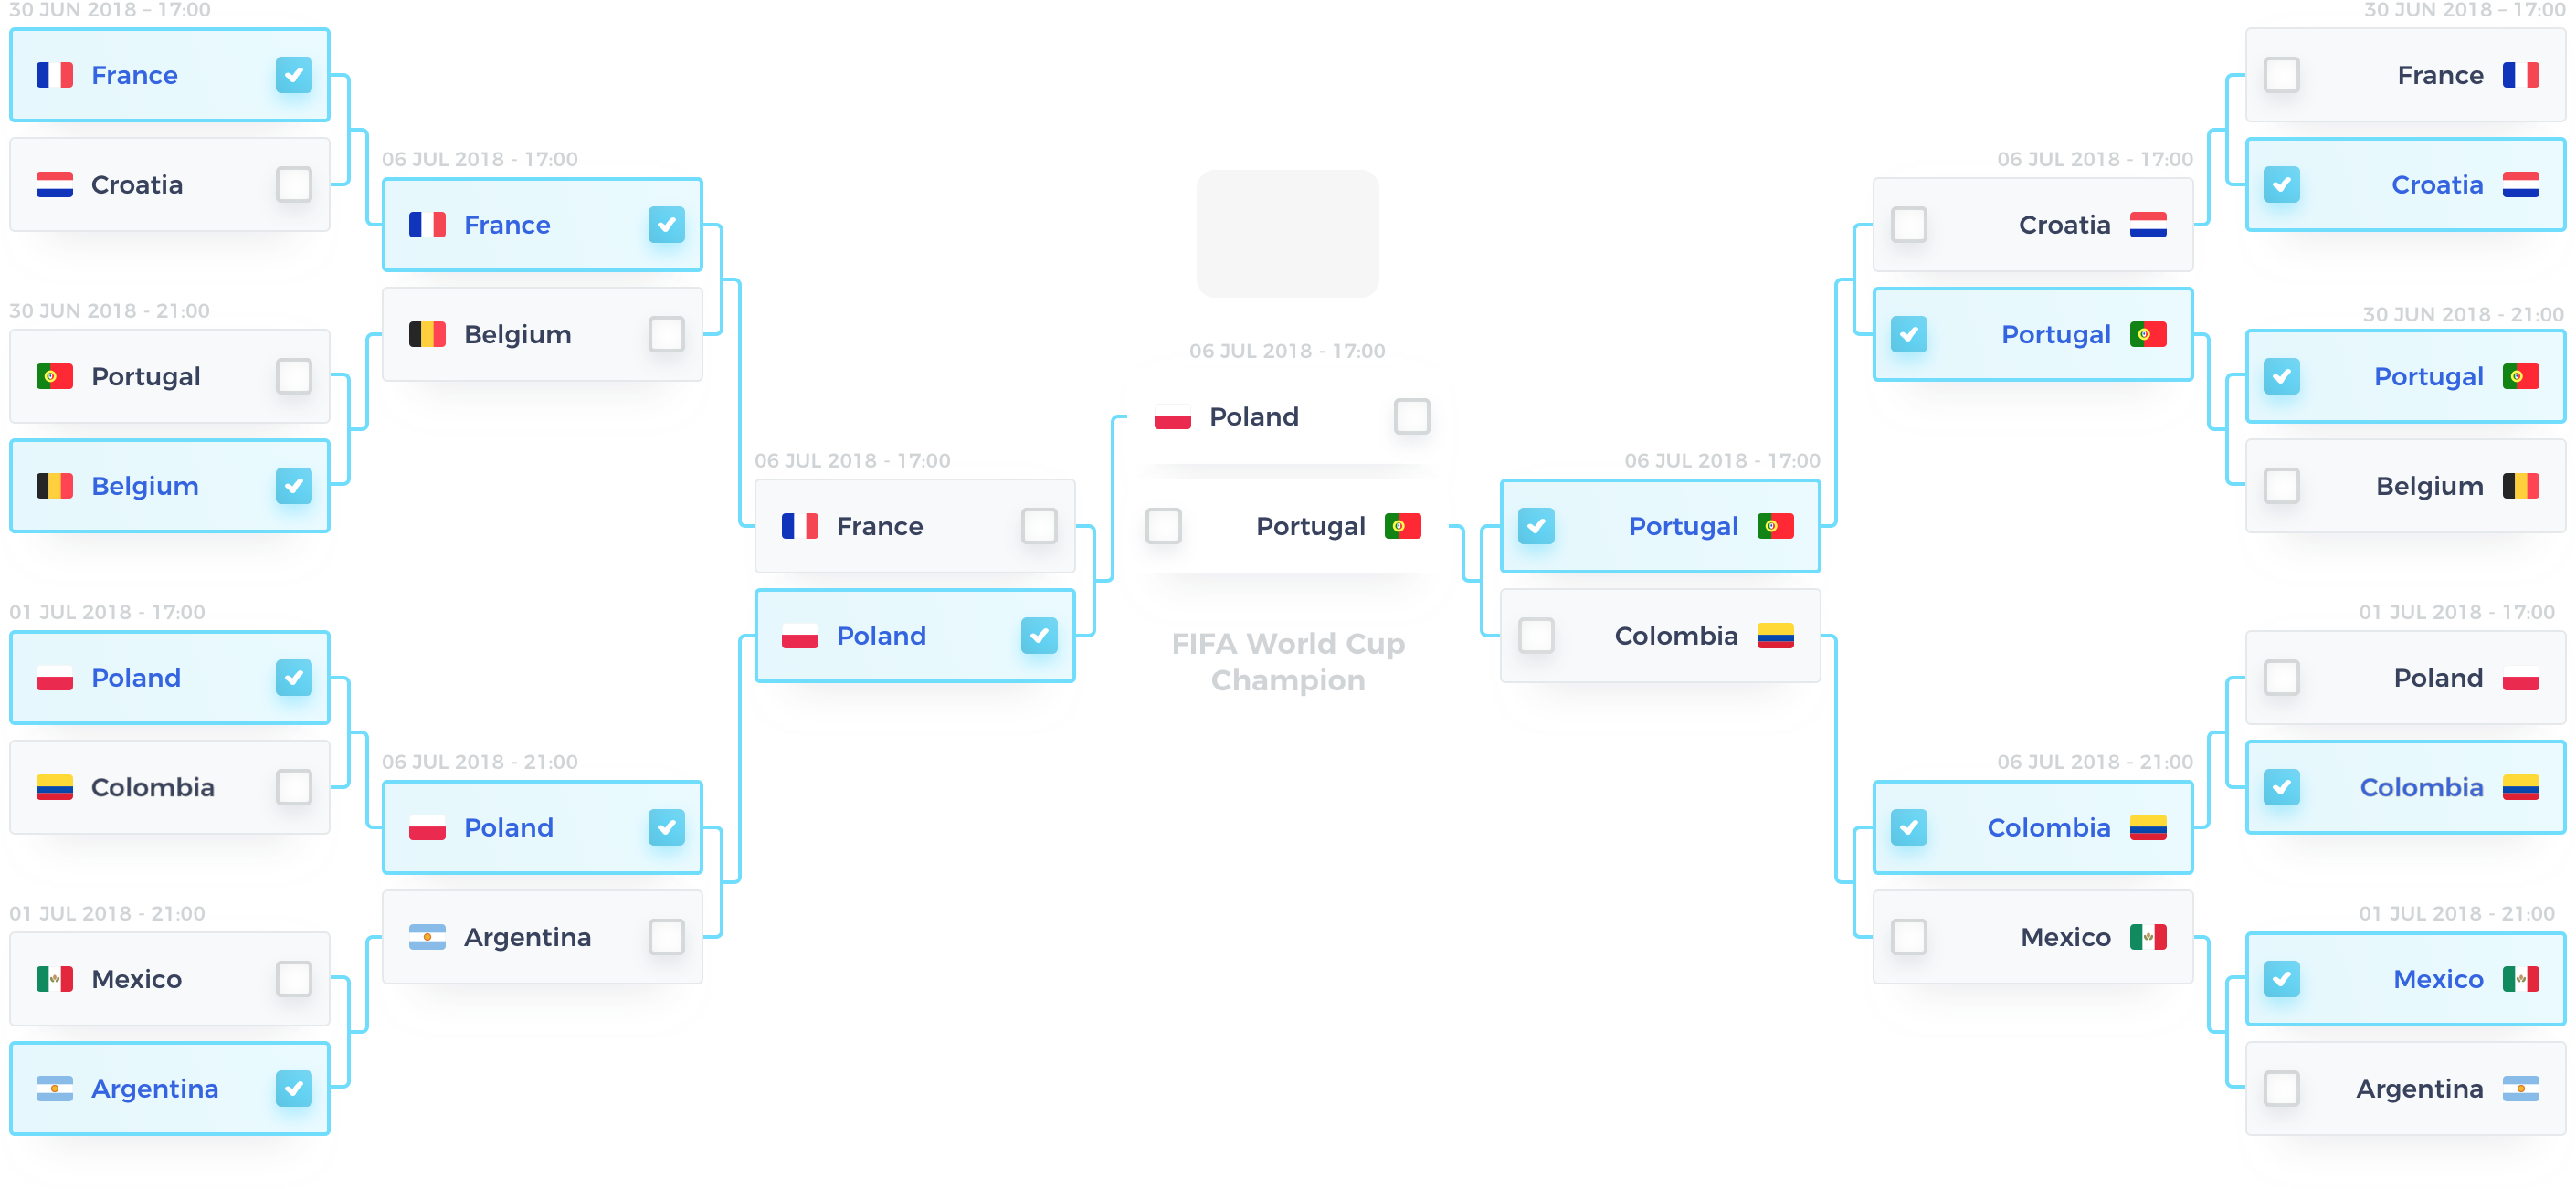 30 JUN 2018 – 17:00
France
Croatia
30 JUN 2018 - 21:00
Portugal
Belgium
01 JUL 2018 - 17:00
Poland
Colombia
01 JUL 2018 - 21:00
Mexico
Argentina
06 JUL 2018 - 17:00
France
Belgium
06 JUL 2018 - 21:00
Poland
Argentina
06 JUL 2018 - 17:00
France
Poland
06 JUL 2018 - 17:00
Poland
Portugal
FIFA World Cup
Champion
06 JUL 2018 - 17:00
Portugal
Colombia
06 JUL 2018 - 17:00
Croatia
Portugal
06 JUL 2018 - 21:00
Colombia
Mexico
30 JUN 2018 – 17:00
France
Croatia
30 JUN 2018 - 21:00
Portugal
Belgium
01 JUL 2018 - 17:00
Poland
Colombia
01 JUL 2018 - 21:00
Mexico
Argentina